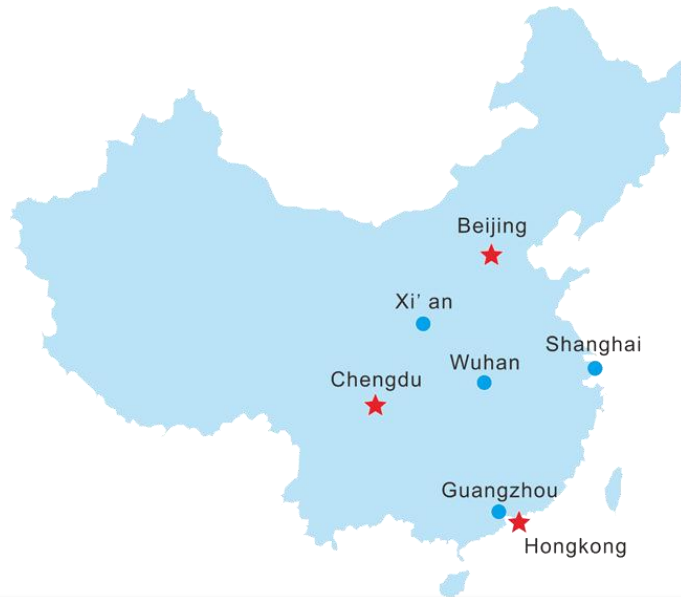 Beijing
Xi' an
Shanghai
Wuhan
Chengdu
Guangzhou
Hongkong